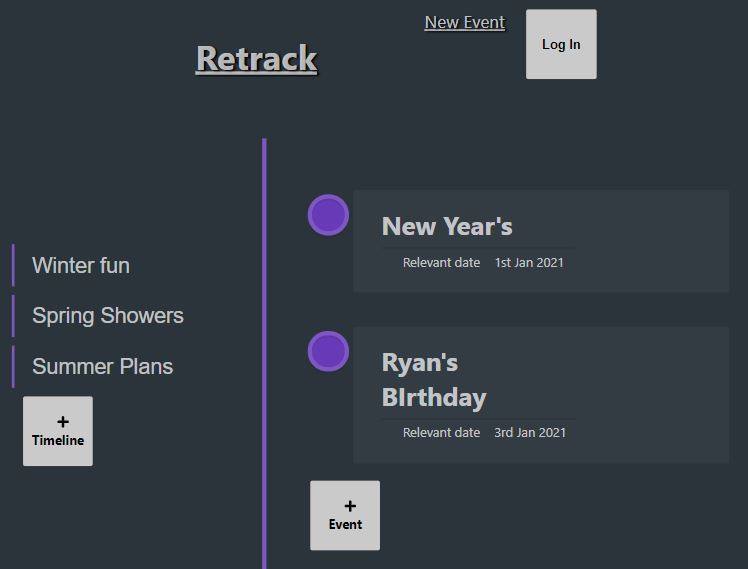 New Event
Log In
Retrack
Winter fun
Spring Showers
Summer Plans
+
Timeline
New Year's
Relevant date 1st Jan 2021
Ryan's
BIrthday
Relevant date 3rd Jan 2021
+
Event